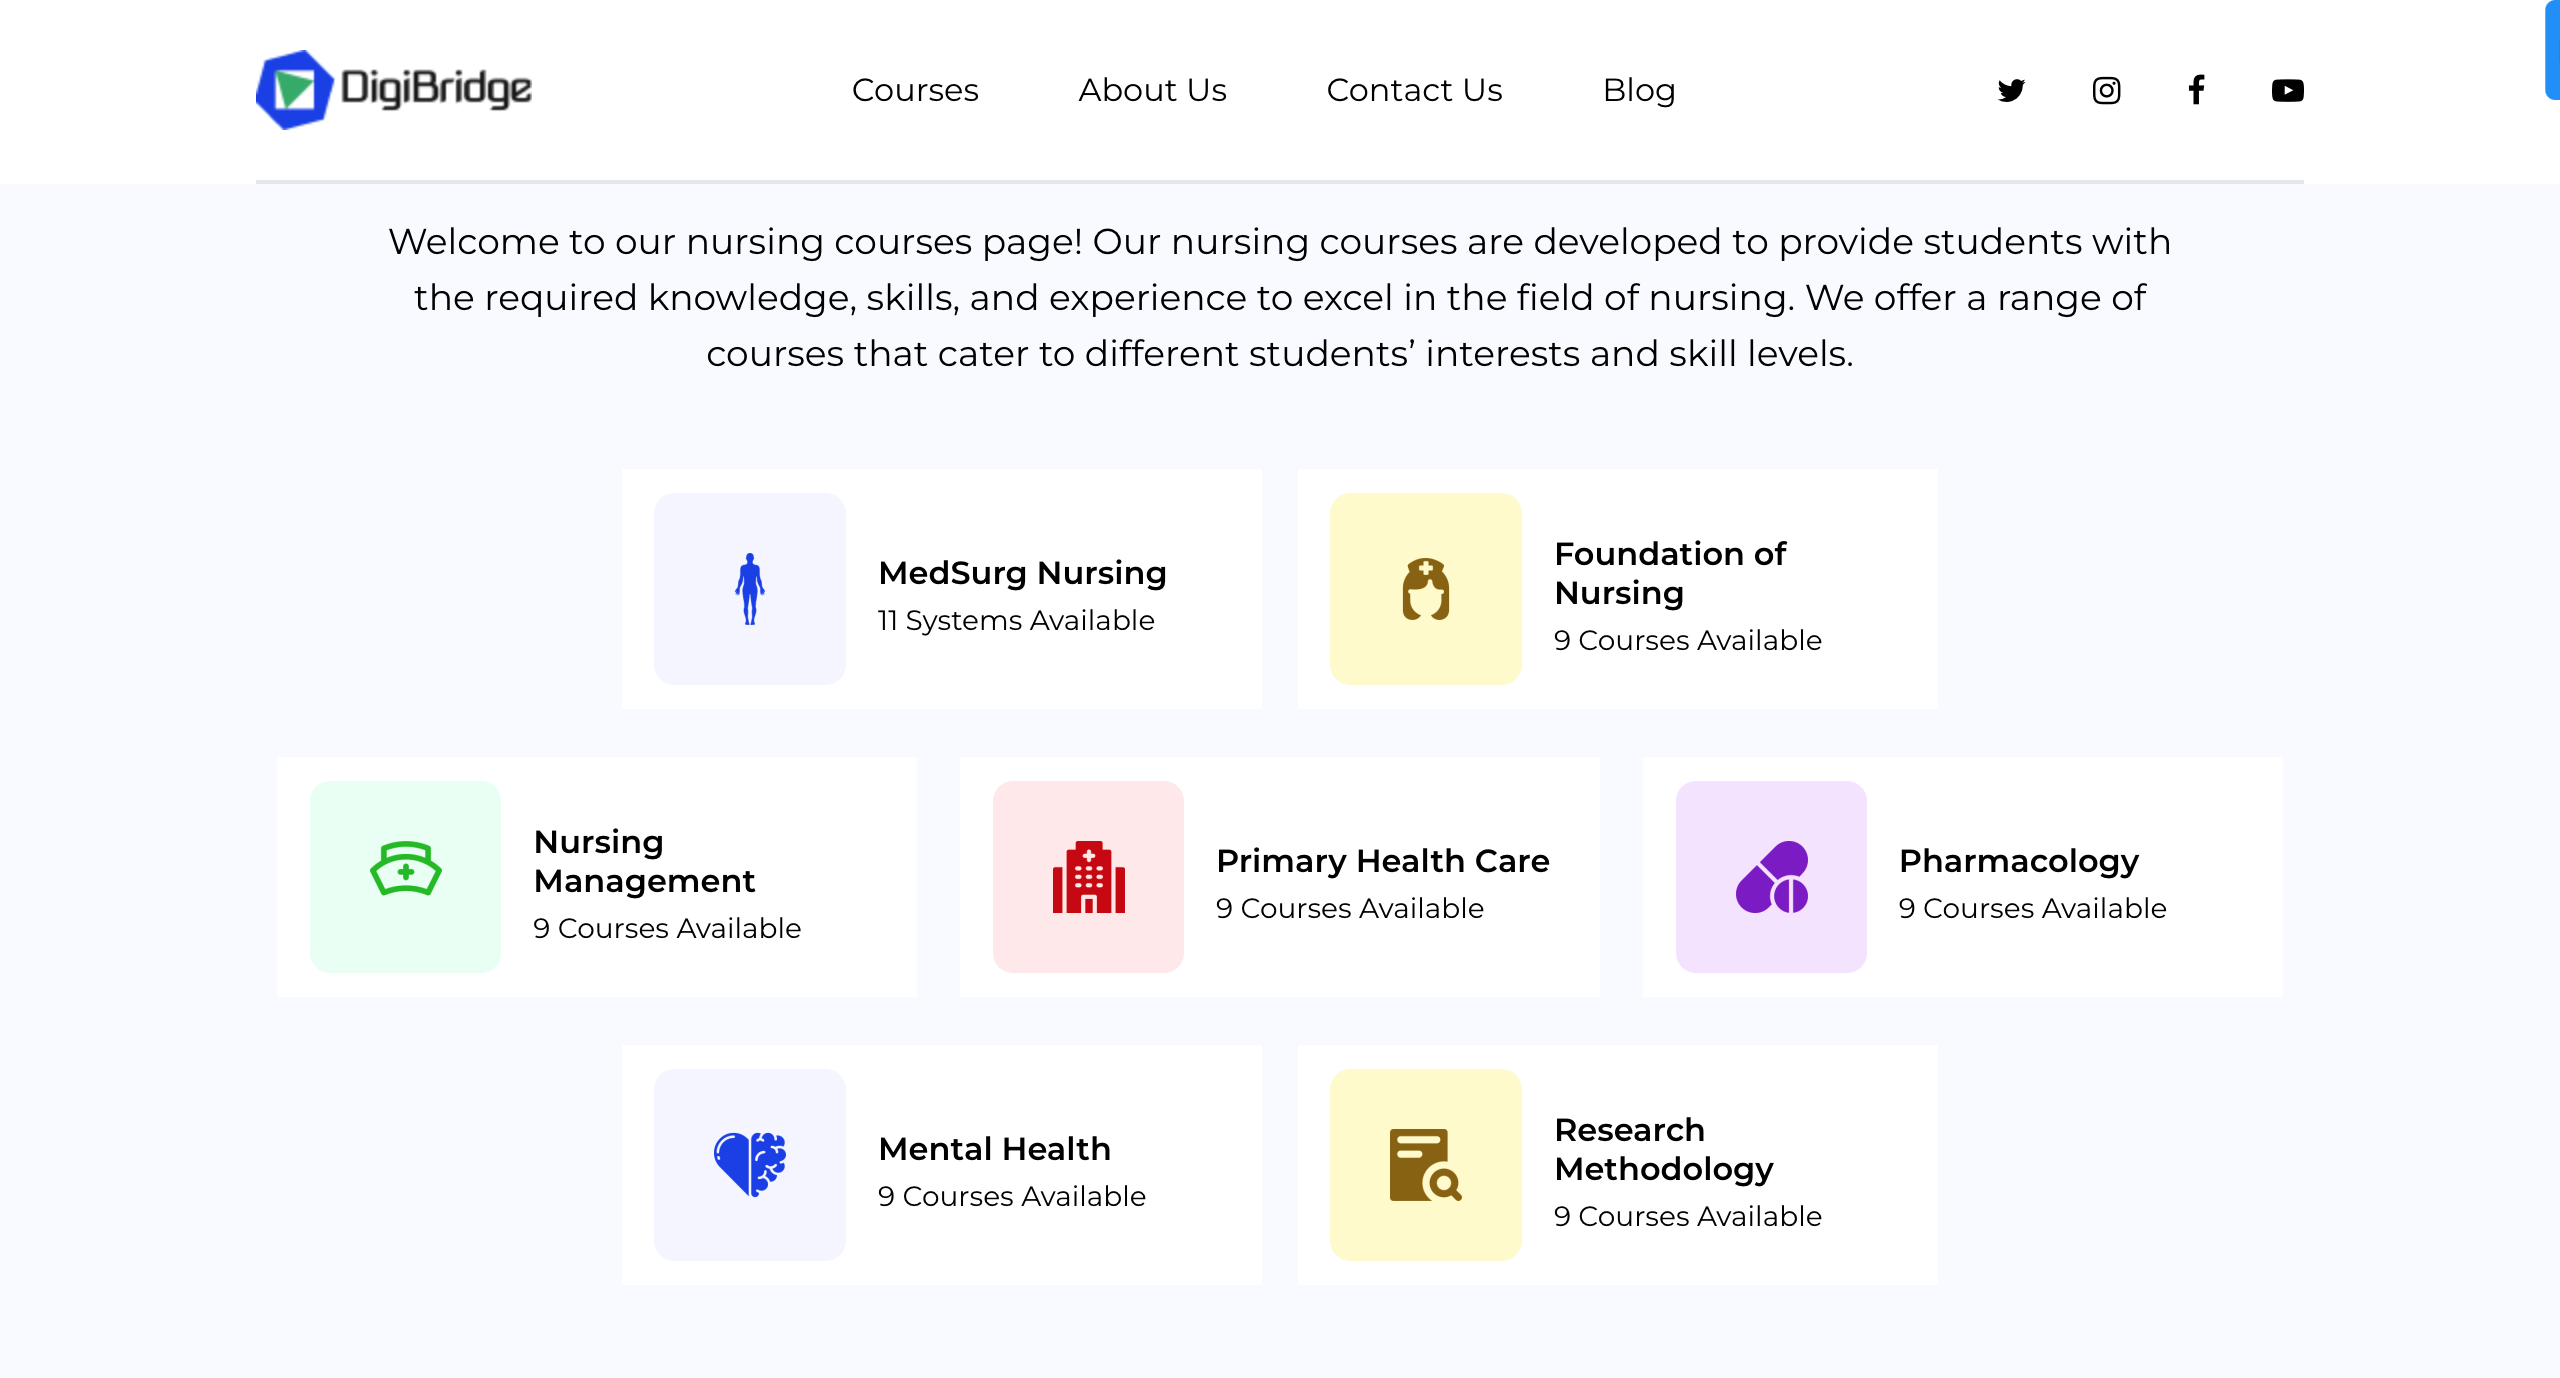 DigiBridge
Courses
About Us
Contact Us
Blog
Welcome to our nursing courses page! Our nursing courses are developed to provide students with
the required knowledge, skills, and experience to excel in the field of nursing. We offer a range of
courses that cater to different students’ interests and skill levels.
MedSurg Nursing
11 Systems Available
Foundation of
Nursing
9 Courses Available
Nursing
Management
9 Courses Available
Primary Health Care
9 Courses Available
Pharmacology
9 Courses Available
Mental Health
9 Courses Available
Research
Methodology
9 Courses Available